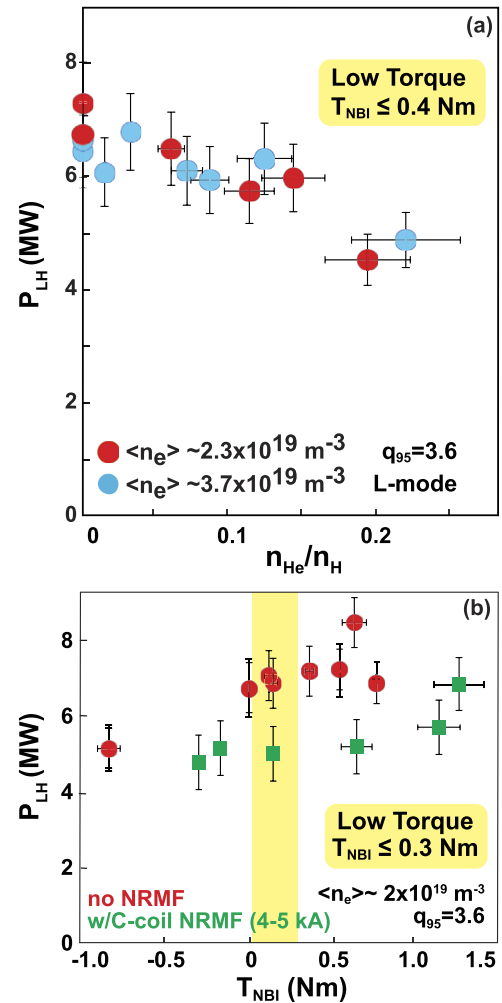 (a)
8
6
4
2
0
P_LH (MW)
Low Torque
T_NBI ≤ 0.4 Nm
<n_e> ~2.3x10^19 m^-3
q_95=3.6
<n_e> ~3.7x10^19 m^-3
L-mode
0 0.1 0.2
n_He/n_H
(b)
8
6
4
2
0
P_LH (MW)
Low Torque
T_NBI ≤ 0.3 Nm
no NRMF
<n_e>~ 2x10^19 m^-3
w/C-coil NRMF (4-5 kA)
q_95=3.6
-1.0 -0.5 0 0.5 1.0 1.5
T_NBI (Nm)